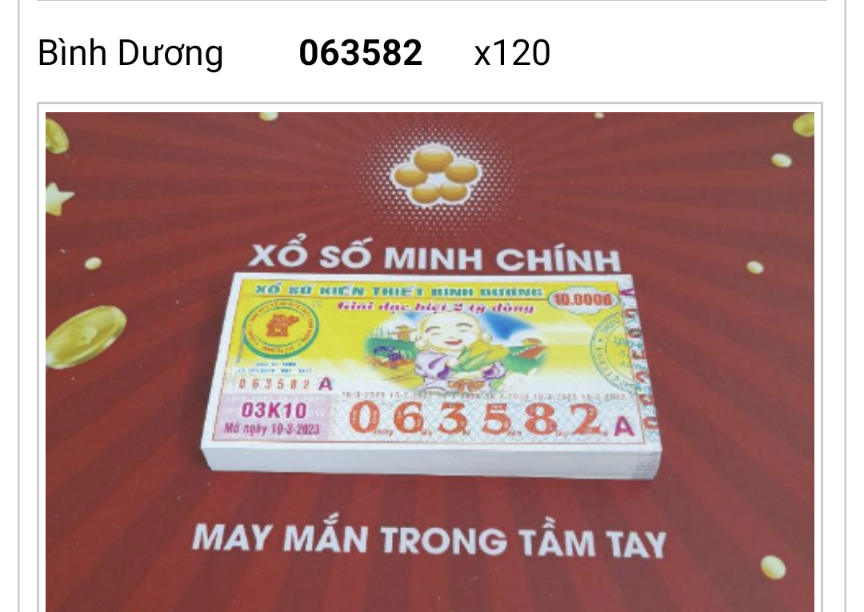 Bình Dương 063582 x120
XỔ SỐ MINH CHÍNH
XỔ SỐ KIẾN THIẾT BÌNH DƯƠNG
10.000đ
Giải đặc biệt 2 tỷ đồng
063582 A
03K10
Mở ngày 10-3-2023
063582 A
MAY MẮN TRONG TẦM TAY